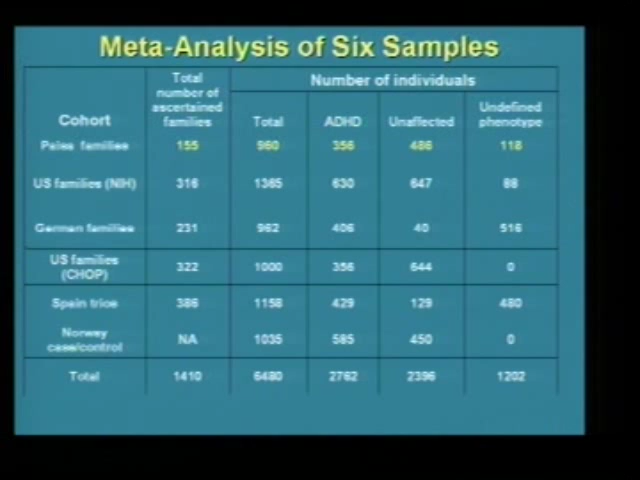 Meta-Analysis of Six Samples
Cohort Total number of ascertained families Number of individuals
Total ADHD Unaffected Undefined phenotype
Paisa families 155 960 356 486 118
US families (NIH) 316 1365 630 647 88
German families 231 962 406 40 516
US families (CHOP) 322 1000 356 644 0
Spain trios 386 1158 429 129 480
Norway case/control NA 1035 585 450 0
Total 1410 6480 2762 2396 1202